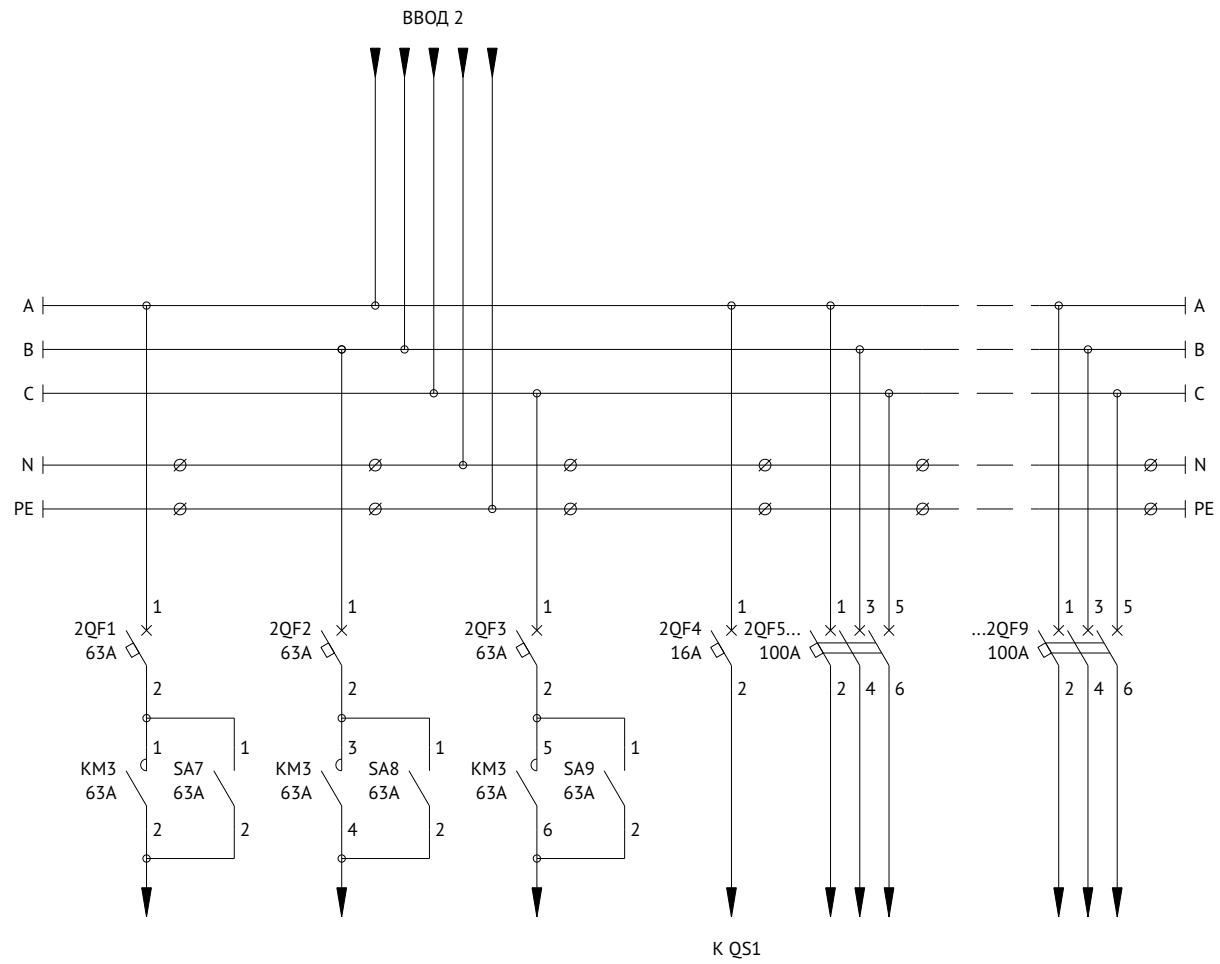 ВВОД 2
A A
B B
C C
N N
PE PE
1 1 1 1 1 3 5 1 3 5
2QF1 2QF2 2QF3 2QF4 2QF5... ...2QF9
63A 63A 63A 16A 100A 100A
2 2 2 2 2 4 6 2 4 6
1 1 3 1 5 1
KM3 SA7 KM3 SA8 KM3 SA9
63A 63A 63A 63A 63A 63A
2 2 4 2 6 2
К QS1